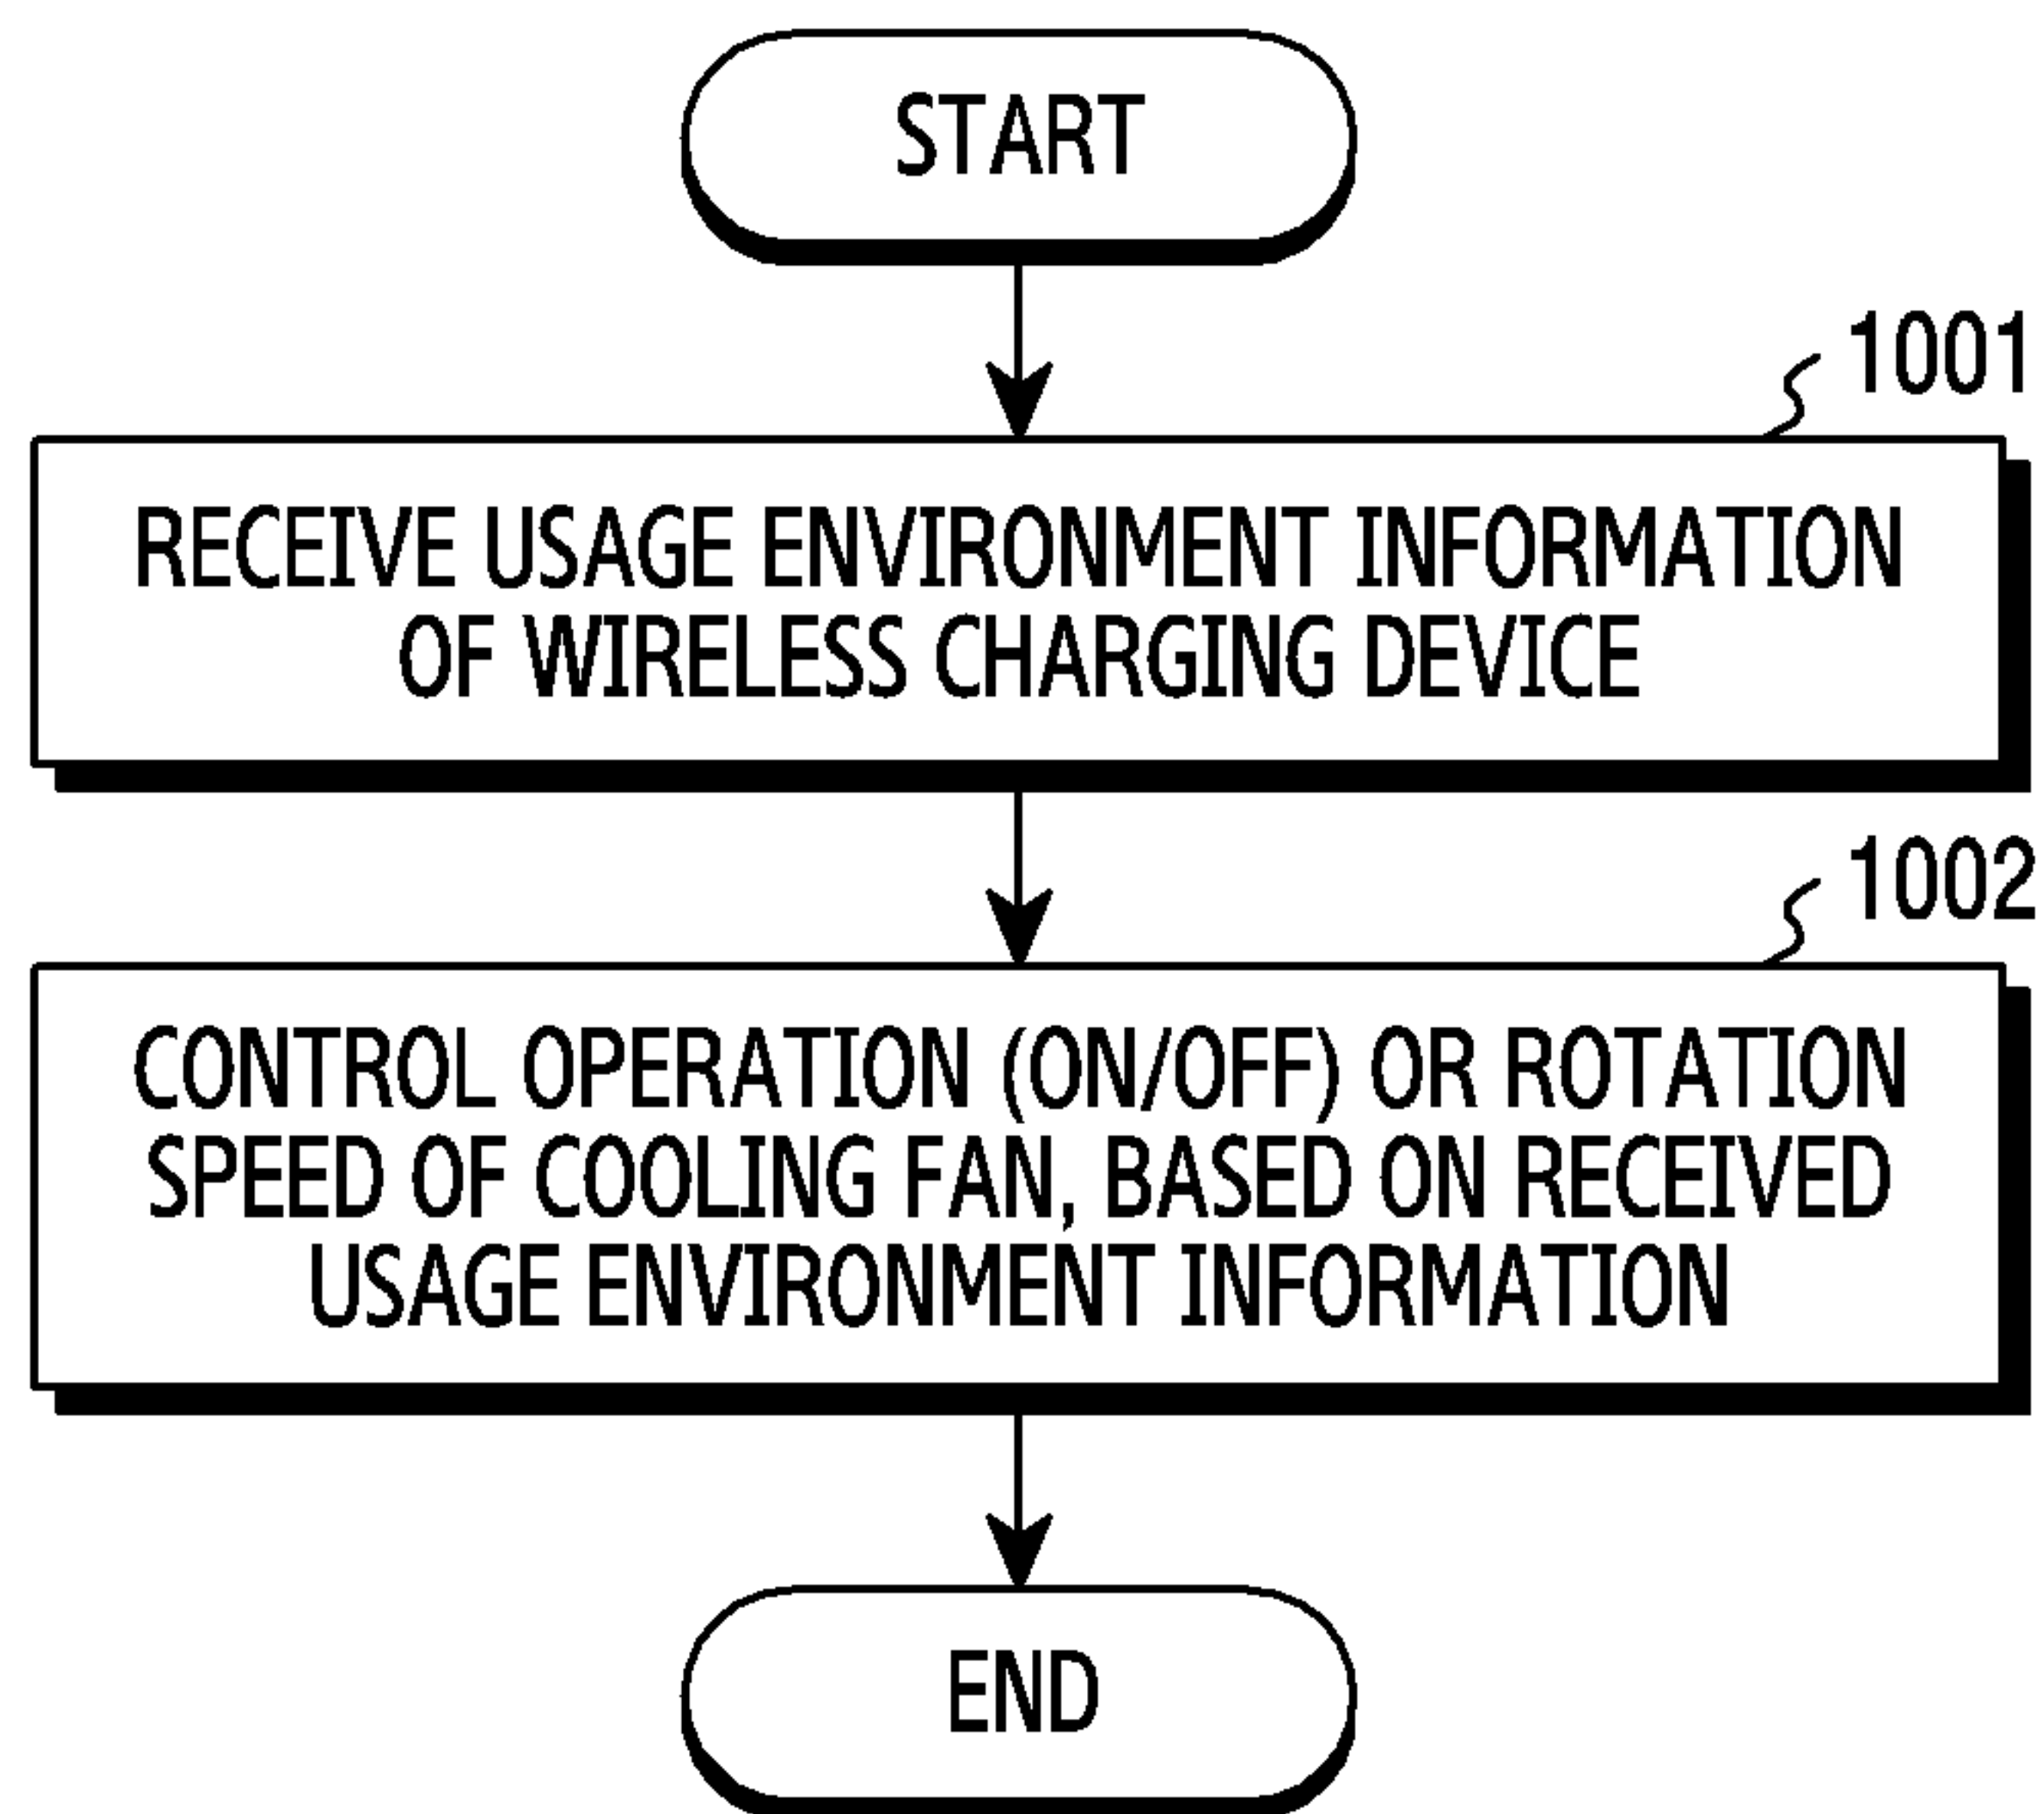 START
1001
RECEIVE USAGE ENVIRONMENT INFORMATION
OF WIRELESS CHARGING DEVICE
1002
CONTROL OPERATION (ON/OFF) OR ROTATION
SPEED OF COOLING FAN, BASED ON RECEIVED
USAGE ENVIRONMENT INFORMATION
END